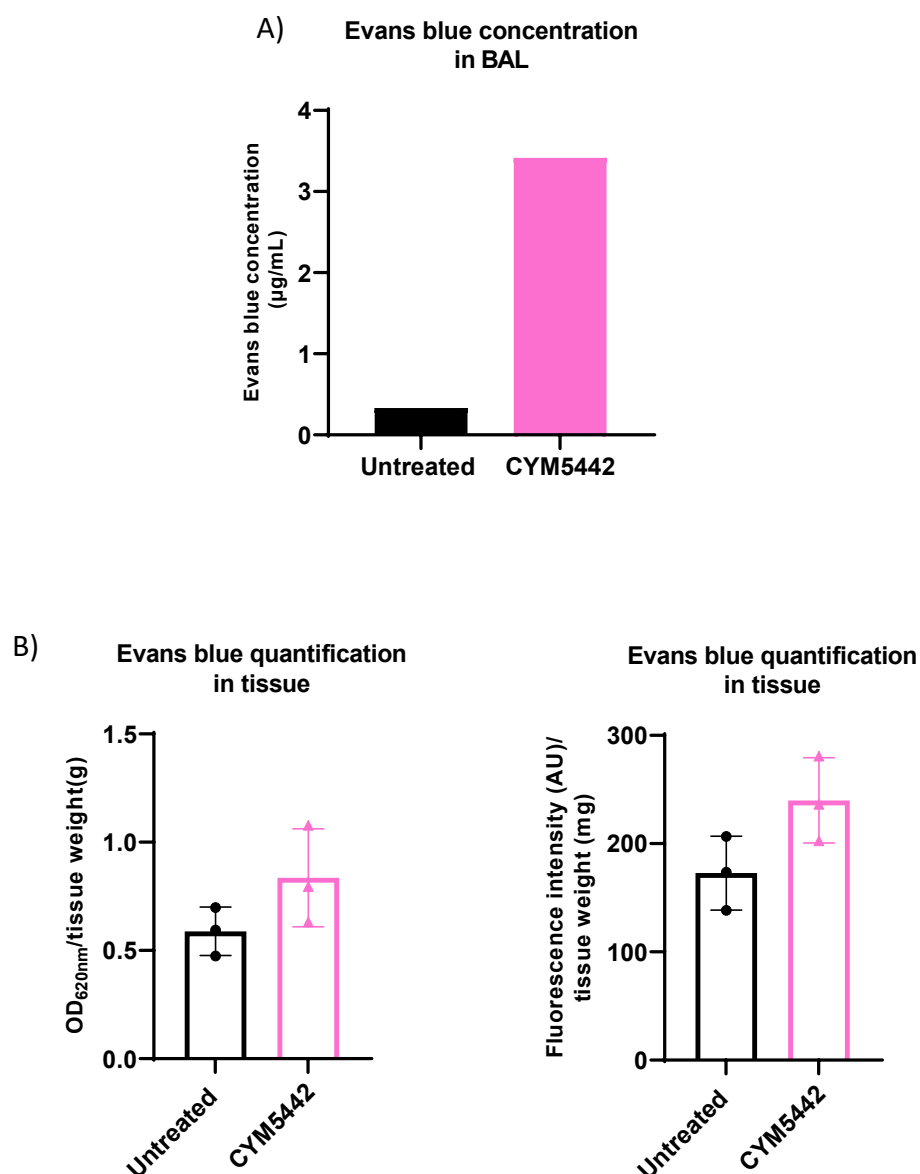 A)
Evans blue concentration
in BAL
Evans blue concentration
(µg/mL)
4
3
2
1
0
Untreated
CYM5442
B)
Evans blue quantification
in tissue
OD620nm/tissue weight(g)
1.5
1.0
0.5
0.0
Untreated
CYM5442
Evans blue quantification
in tissue
Fluorescence intensity (AU)/
tissue weight (mg)
300
200
100
0
Untreated
CYM5442